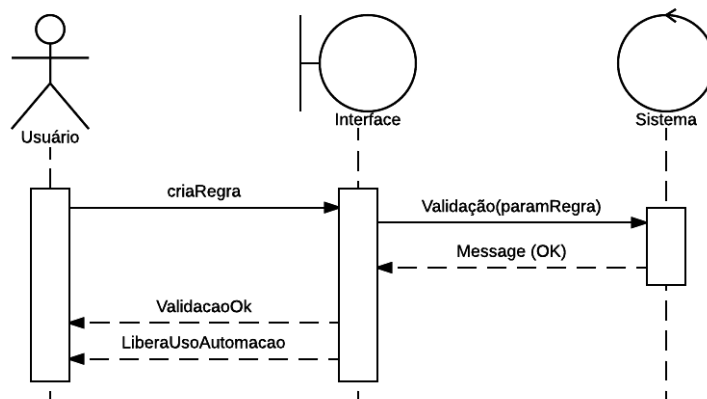 Usuário
Interface
Sistema
criaRegra
Validação(paramRegra)
Message (OK)
ValidacaoOk
LiberaUsoAutomacao